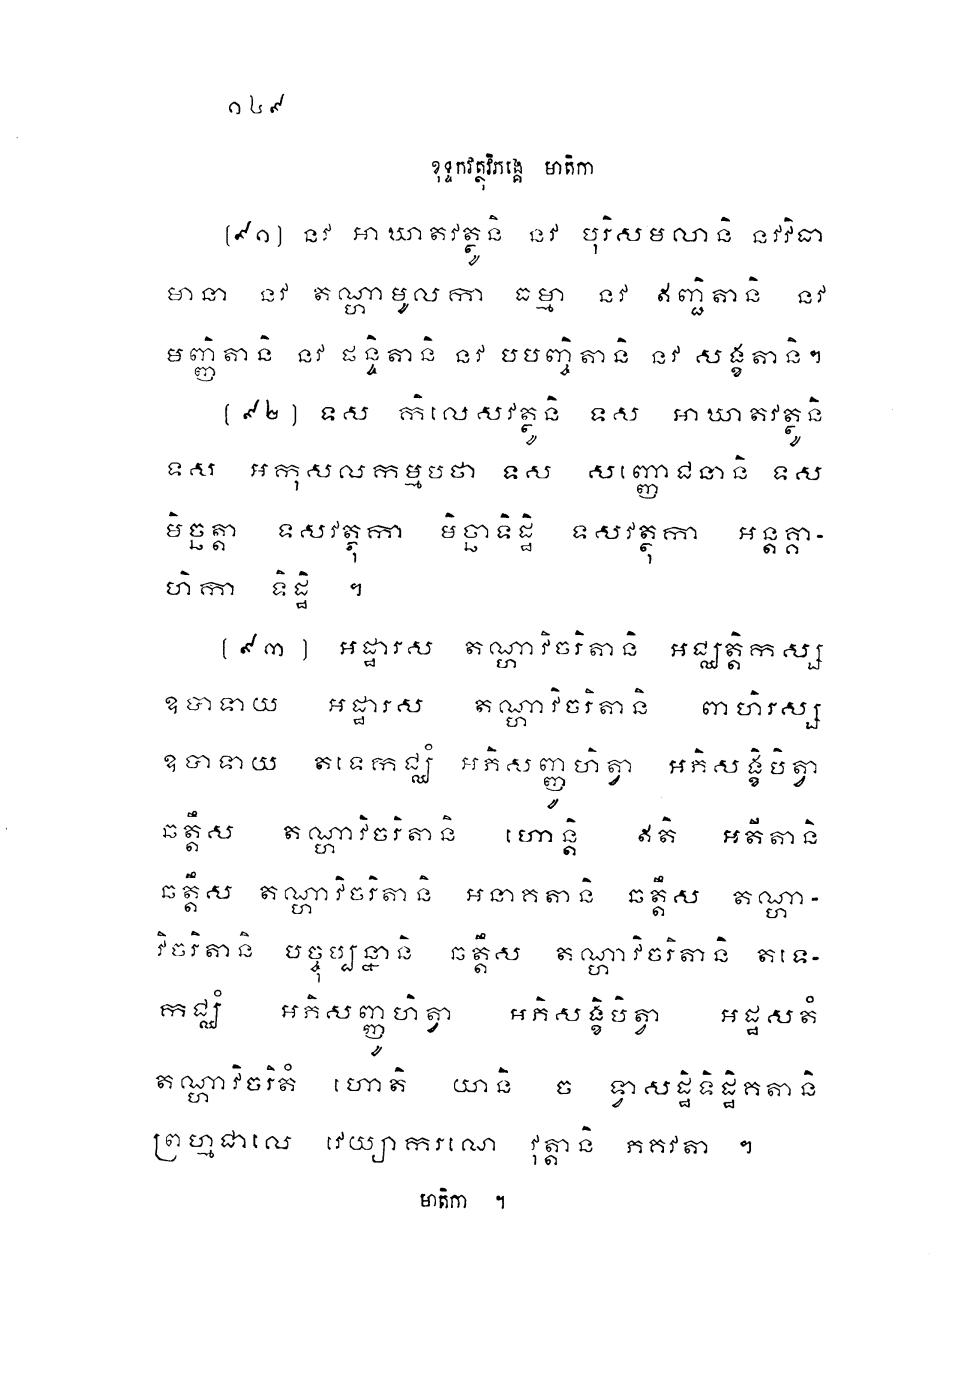 ១៤៩
ខុទ្ទកវត្ថុវិភង្គេ មាតិកា
(៩១) នវ អាឃាតវត្ថូនិ នវ បុរិសមលានិ នវវិធា
មានា នវ តណ្ហាមូលកា ធម្មា នវ ឥញ្ជិតានិ នវ
មញ្ញិតានិ នវ ផន្ទិតានិ នវ បបញ្ចិតានិ នវ សង្ខតានិ។
(៩២) ទស កិលេសវត្ថូនិ ទស អាឃាតវត្ថូនិ
ទស អកុសលកម្មបថា ទស សញ្ញោជនានិ ទស
មិច្ឆត្តា ទសវត្ថុកា មិច្ឆាទិដ្ឋិ ទសវត្ថុកា អន្តគ្គា-
ហិកា ទិដ្ឋិ ។
(៩៣) អដ្ឋារស តណ្ហាវិចរិតានិ អជ្ឈត្តិកស្ស
ឧបាទាយ អដ្ឋារស តណ្ហាវិចរិតានិ ពាហិរស្ស
ឧបាទាយ តទេកជ្ឈំ អភិសញ្ញូហិត្វា អភិសង្ខិបិត្វា
ឆត្តឹស តណ្ហាវិចរិតានិ ហោន្តិ ឥតិ អតីតានិ
ឆត្តឹស តណ្ហាវិចរិតានិ អនាគតានិ ឆត្តឹស តណ្ហា-
វិចរិតានិ បច្ចុប្បន្នានិ ឆត្តឹស តណ្ហាវិចរិតានិ តទេ-
កជ្ឈំ អភិសញ្ញូហិត្វា អភិសង្ខិបិត្វា អដ្ឋសតំ
តណ្ហាវិចរិតំ ហោតិ យានិ ច ទ្វាសដ្ឋិទិដ្ឋិគតានិ
ព្រហ្មជាលេ វេយ្យាករណេ វុត្តានិ ភគវតា ។
មាតិកា ។